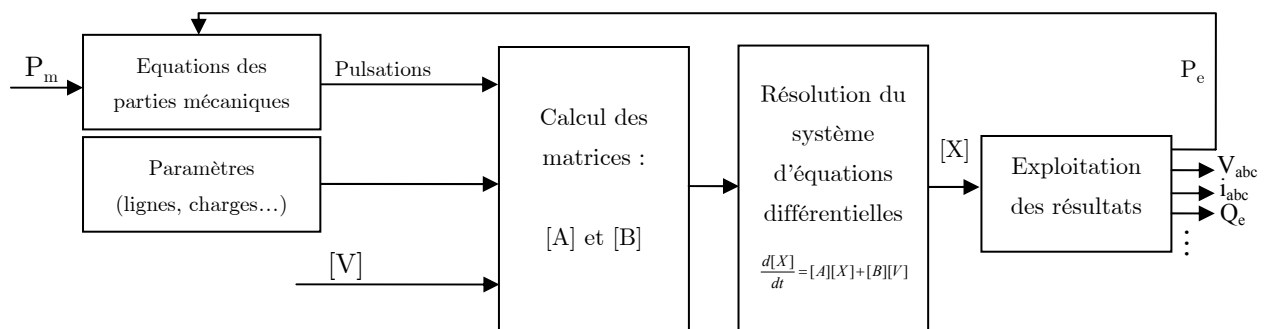 P_m
Equations des
parties mécaniques
Pulsations
Paramètres
(lignes, charges…)
[V]
Calcul des
matrices :
[A] et [B]
Résolution du
système
d'équations
différentielles
d[X]/dt=[A][X]+[B][V]
[X]
Exploitation
des résultats
P_e
V_abc
i_abc
Q_e
⋮